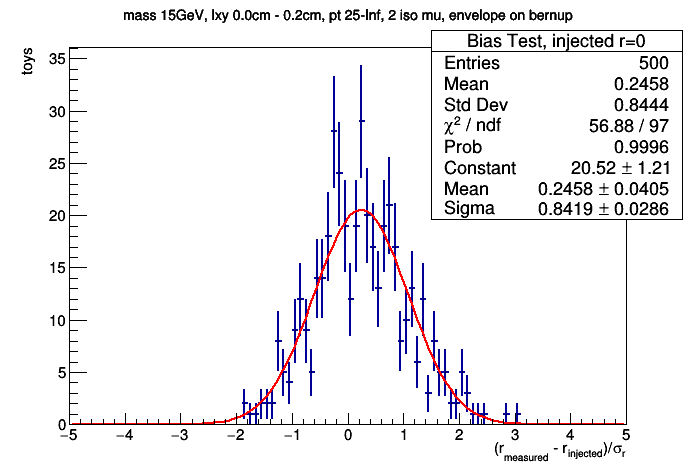 mass 15GeV, lxy 0.0cm - 0.2cm, pt 25-Inf, 2 iso mu, envelope on bernup
Bias Test, injected r=0
Entries 500
Mean 0.2458
Std Dev 0.8444
χ² / ndf 56.88 / 97
Prob 0.9996
Constant 20.52 ± 1.21
Mean 0.2458 ± 0.0405
Sigma 0.8419 ± 0.0286
toys
35
30
25
20
15
10
5
0
−5 −4 −3 −2 −1 0 1 2 3 4 5
(r_measured - r_injected)/σ_r